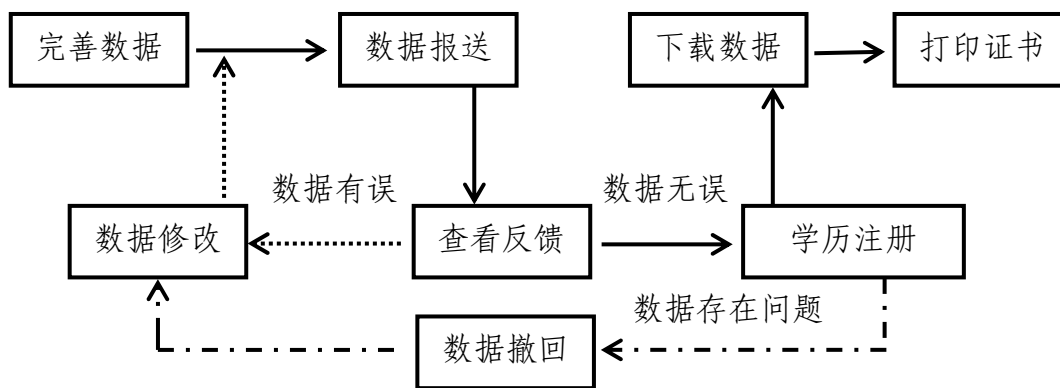 完善数据
数据报送
下载数据
打印证书
数据有误
数据无误
数据修改
查看反馈
学历注册
数据存在问题
数据撤回